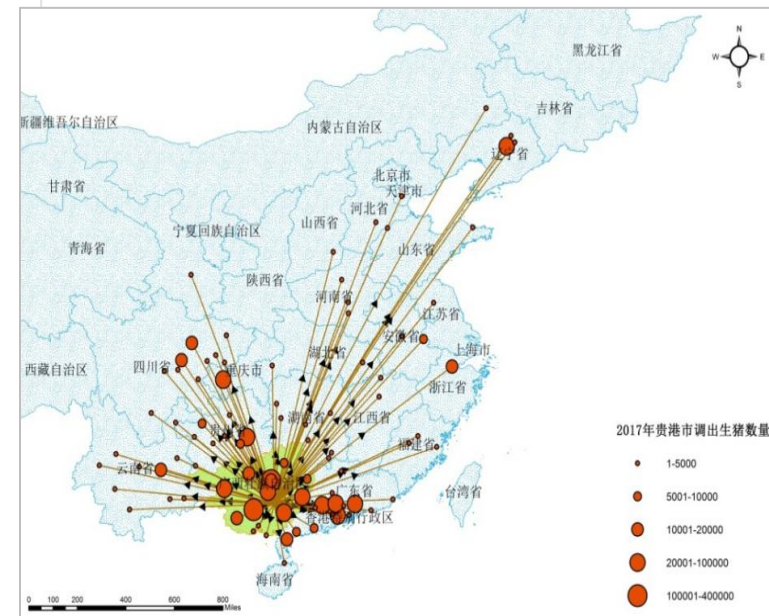 N
W
E
S
黑龙江省
吉林省
新疆维吾尔自治区
内蒙古自治区
辽宁省
甘肃省
北京市
天津市
河北省
宁夏回族自治区
山西省
山东省
青海省
陕西省
河南省
江苏省
安徽省
西藏自治区
四川省
重庆市
湖北省
上海市
浙江省
湖南省
江西省
福建省
云南省
广东省
台湾省
海南省
2017年贵港市调出生猪数量
1-5000
5001-10000
10001-20000
20001-100000
100001-400000
0 100 200 400 600 800
Miles